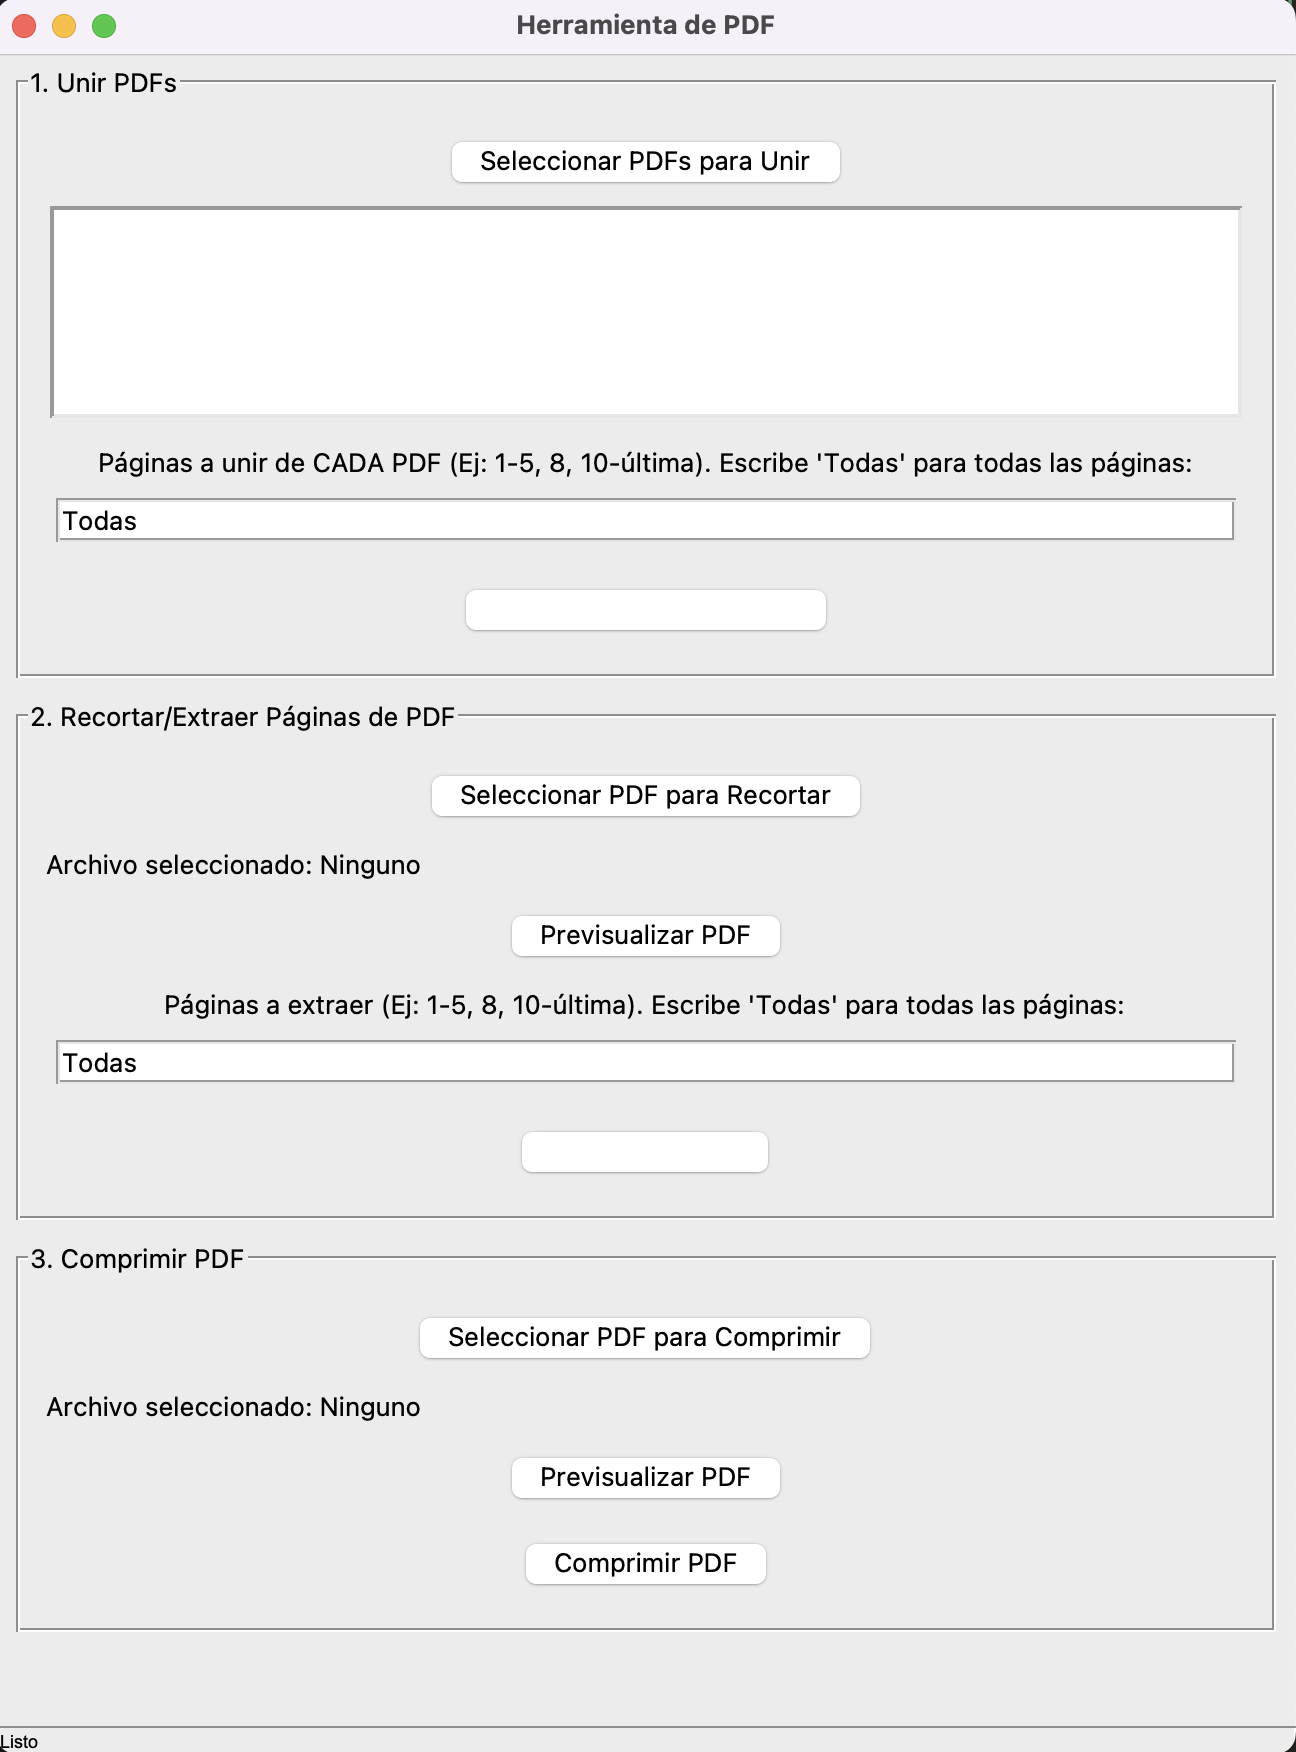 Herramienta de PDF
1. Unir PDFs
Seleccionar PDFs para Unir
Páginas a unir de CADA PDF (Ej: 1-5, 8, 10-última). Escribe 'Todas' para todas las páginas:
Todas
2. Recortar/Extraer Páginas de PDF
Seleccionar PDF para Recortar
Archivo seleccionado: Ninguno
Previsualizar PDF
Páginas a extraer (Ej: 1-5, 8, 10-última). Escribe 'Todas' para todas las páginas:
Todas
3. Comprimir PDF
Seleccionar PDF para Comprimir
Archivo seleccionado: Ninguno
Previsualizar PDF
Comprimir PDF
Listo